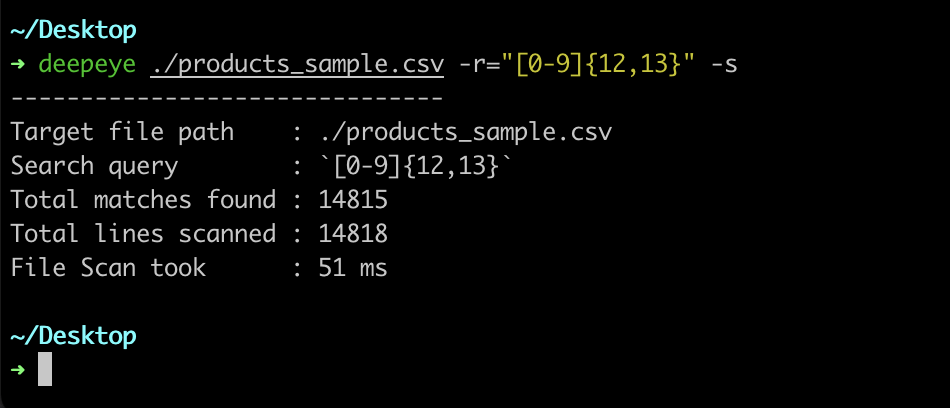 ~/Desktop
➜ deepeye ./products_sample.csv -r="[0-9]{12,13}" -s
-------------------------------
Target file path    : ./products_sample.csv
Search query        : `[0-9]{12,13}`
Total matches found : 14815
Total lines scanned : 14818
File Scan took      : 51 ms
~/Desktop
➜